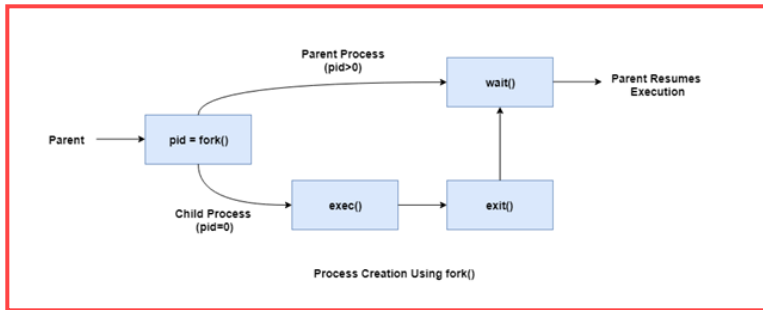 Parent Process
(pid>0)
wait()
Parent Resumes
Execution
Parent
pid = fork()
Child Process
(pid=0)
exec()
exit()
Process Creation Using fork()